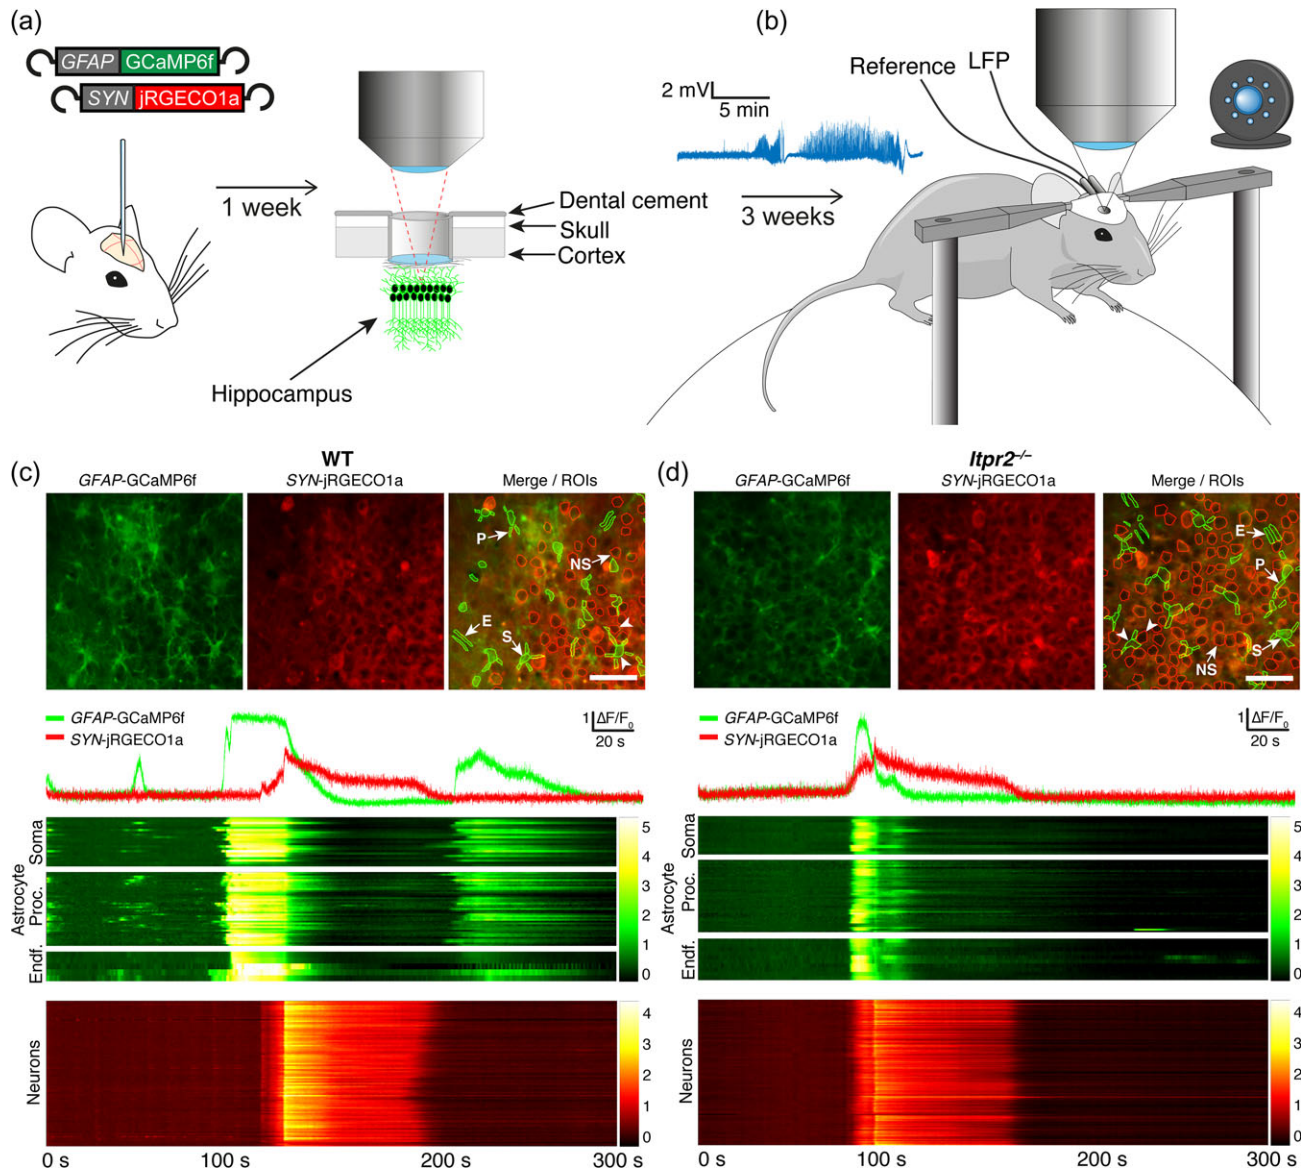 (a)
GFAP GCaMP6f
SYN jRGECO1a
1 week
Dental cement
Skull
Cortex
Hippocampus
(b)
2 mV
5 min
Reference
LFP
3 weeks
(c)
WT
GFAP-GCaMP6f
SYN-jRGECO1a
Merge / ROIs
P
NS
E
S
GFAP-GCaMP6f
SYN-jRGECO1a
1 ΔF/F0
20 s
Soma
Astrocyte
Proc.
Endf.
5
4
3
2
1
0
Neurons
4
3
2
1
0
0 s 100 s 200 s 300 s
(d)
Itpr2–/–
GFAP-GCaMP6f
SYN-jRGECO1a
Merge / ROIs
E
P
S
NS
GFAP-GCaMP6f
SYN-jRGECO1a
1 ΔF/F0
20 s
Soma
Astrocyte
Proc.
Endf.
5
4
3
2
1
0
Neurons
4
3
2
1
0
0 s 100 s 200 s 300 s